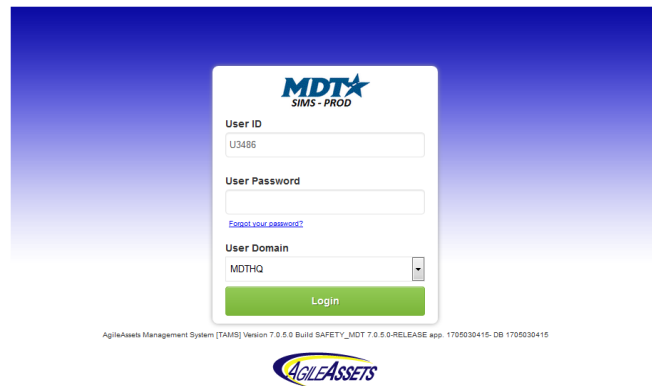 MDT
SIMS - PROD
User ID
U3486
User Password
Forgot your password?
User Domain
MDTHQ
Login
AgileAssets Management System [TAMS] Version 7.0.5.0 Build SAFETY_MDT 7.0.5.0-RELEASE app. 1705030415- DB 1705030415
AGILEASSETS